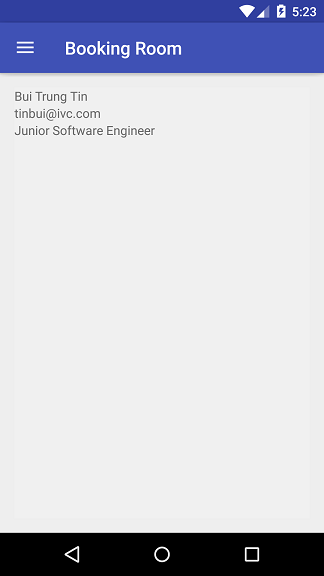 5:23
Booking Room
Bui Trung Tin
tinbui@ivc.com
Junior Software Engineer